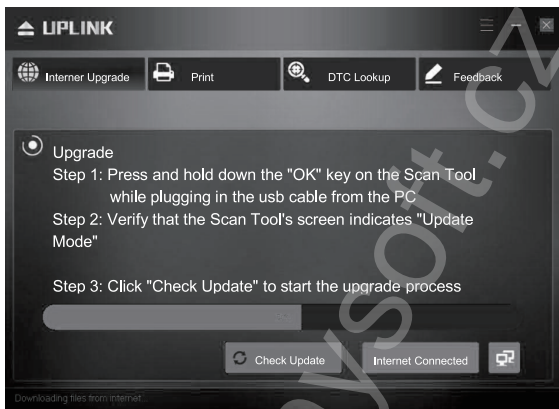 UPLINK
Interner Upgrade
Print
DTC Lookup
Feedback
Upgrade
Step 1: Press and hold down the "OK" key on the Scan Tool
while plugging in the usb cable from the PC
Step 2: Verify that the Scan Tool's screen indicates "Update
Mode"
Step 3: Click "Check Update" to start the upgrade process
Check Update
Internet Connected
Downloading files from internet...
ysoft.cz